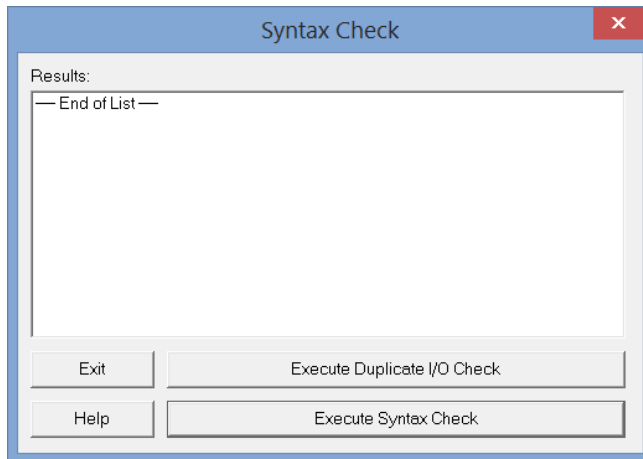 Syntax Check
Results:
— End of List —
Exit
Execute Duplicate I/O Check
Help
Execute Syntax Check